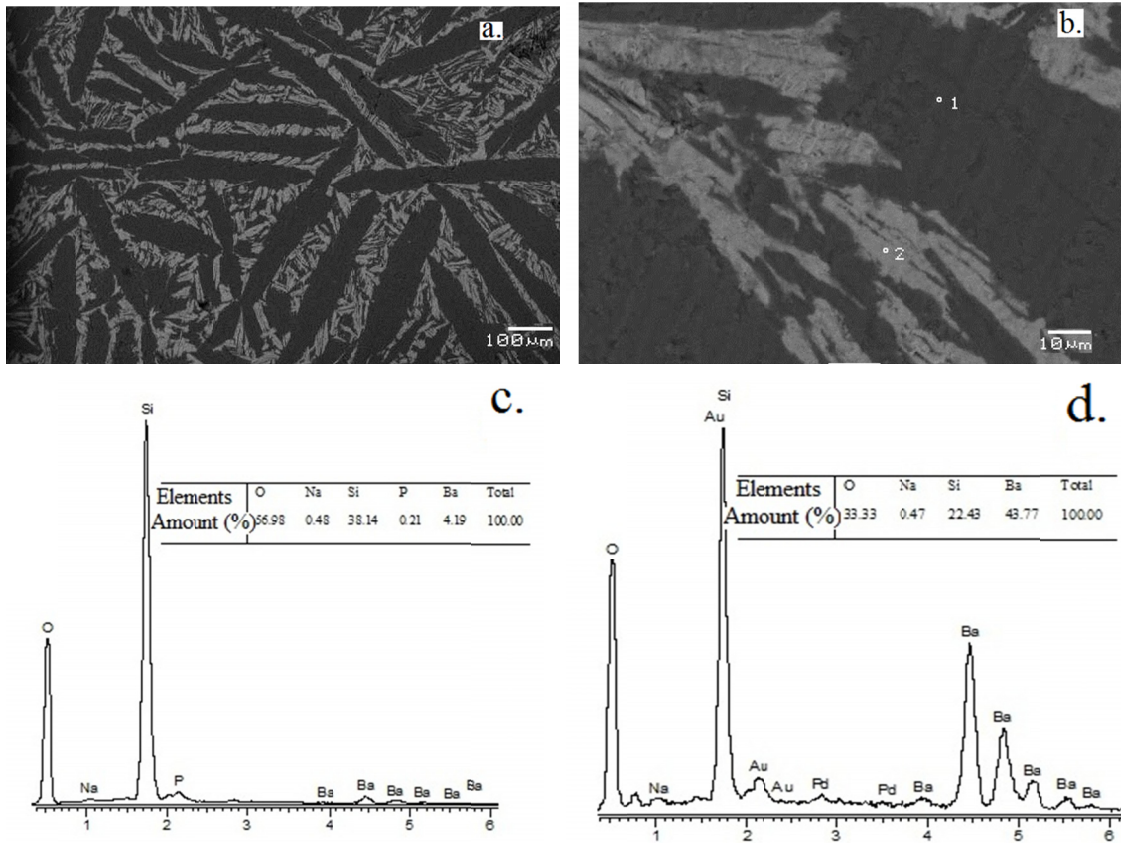 a.
100µm
b.
1
2
10µm
c.
Si
Elements O Na Si P Ba Total
Amount (%) 56.98 0.48 38.14 0.21 4.19 100.00
O
Na
P
Ba
Ba
Ba
Ba
Ba
Ba
1 2 3 4 5 6
d.
Si
Au
Elements O Na Si Ba Total
Amount (%) 33.33 0.47 22.43 43.77 100.00
O
Ba
Ba
Au
Na
Au
Pd
Pd
Ba
Ba
Ba
Ba
1 2 3 4 5 6